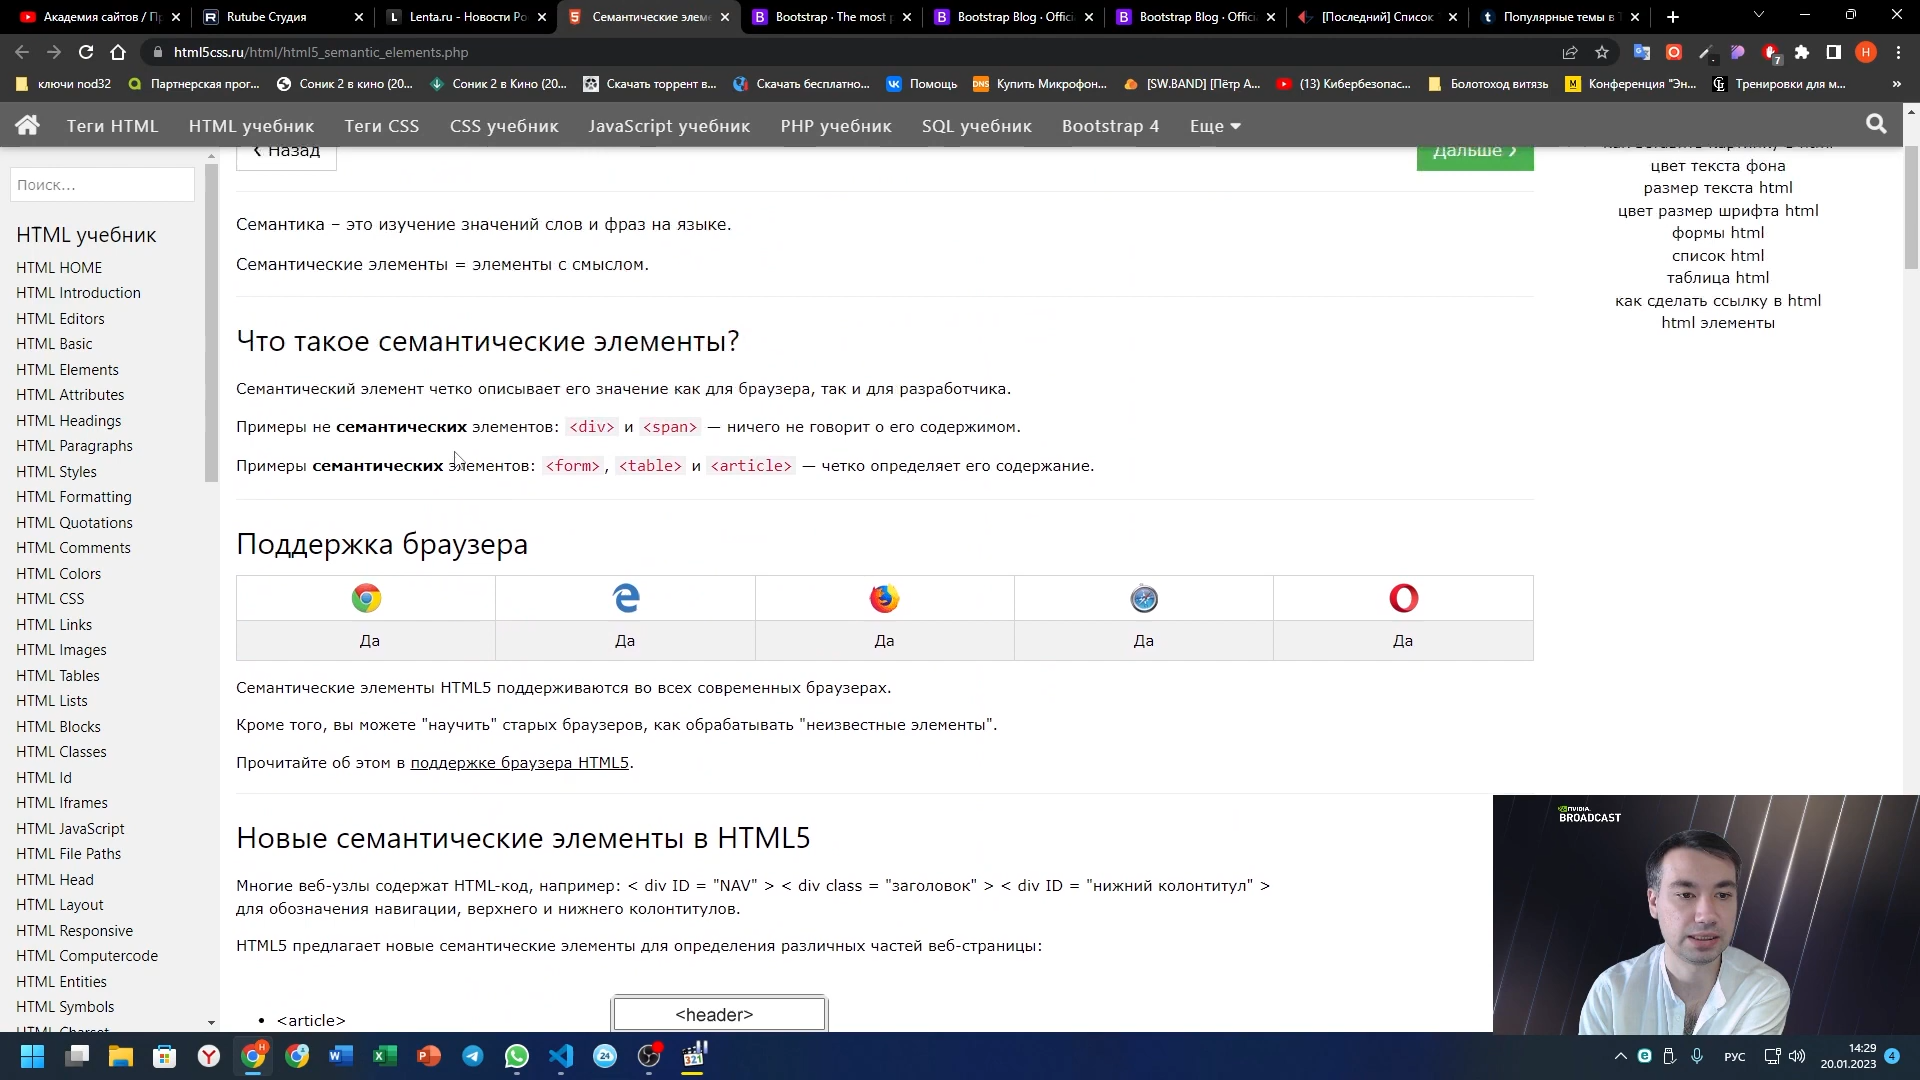 Академия сайтов / П
Rutube Студия
Lenta.ru - Новости Ро
Семантические элем
Bootstrap · The most p
Bootstrap Blog · Offici
Bootstrap Blog · Offici
[Последний] Список
Популярные темы в
html5css.ru/html/html5_semantic_elements.php
7
H
ключи nod32
Партнерская прог...
Соник 2 в кино (20...
Соник 2 в Кино (20...
Скачать торрент в...
Скачать бесплатно...
Помощь
DNS
Купить Микрофон...
[SW.BAND] [Пётр А...
(13) Кибербезопас...
Болотоход витязь
Конференция "Эн...
Тренировки для м...
Теги HTML
HTML учебник
Теги CSS
CSS учебник
JavaScript учебник
PHP учебник
SQL учебник
Bootstrap 4
Еще
Поиск...
HTML учебник
HTML HOME
HTML Introduction
HTML Editors
HTML Basic
HTML Elements
HTML Attributes
HTML Headings
HTML Paragraphs
HTML Styles
HTML Formatting
HTML Quotations
HTML Comments
HTML Colors
HTML CSS
HTML Links
HTML Images
HTML Tables
HTML Lists
HTML Blocks
HTML Classes
HTML Id
HTML Iframes
HTML JavaScript
HTML File Paths
HTML Head
HTML Layout
HTML Responsive
HTML Computercode
HTML Entities
HTML Symbols
HTML Charset
❮ Назад
Дальше ❯
Семантика – это изучение значений слов и фраз на языке.
Семантические элементы = элементы с смыслом.
Что такое семантические элементы?
Семантический элемент четко описывает его значение как для браузера, так и для разработчика.
Примеры не семантических элементов: <div> и <span> — ничего не говорит о его содержимом.
Примеры семантических элементов: <form>, <table> и <article> — четко определяет его содержание.
Поддержка браузера
Да Да Да Да Да
Семантические элементы HTML5 поддерживаются во всех современных браузерах.
Кроме того, вы можете "научить" старых браузеров, как обрабатывать "неизвестные элементы".
Прочитайте об этом в поддержке браузера HTML5.
Новые семантические элементы в HTML5
Многие веб-узлы содержат HTML-код, например: < div ID = "NAV" > < div class = "заголовок" > < div ID = "нижний колонтитул" >
для обозначения навигации, верхнего и нижнего колонтитулов.
HTML5 предлагает новые семантические элементы для определения различных частей веб-страницы:
• <article>
<header>
как вставить картинку в html
цвет текста фона
размер текста html
цвет размер шрифта html
формы html
список html
таблица html
как сделать ссылку в html
html элементы
NVIDIA.
BROADCAST
24
321
РУС
14:29
20.01.2023
4